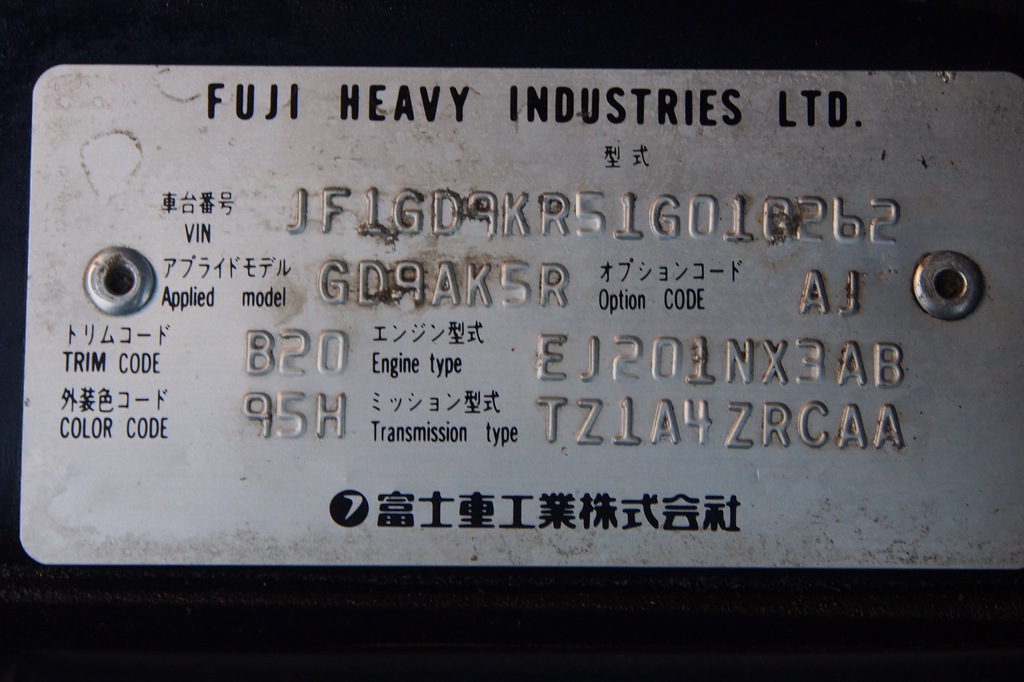 FUJI HEAVY INDUSTRIES LTD.
型式
車台番号
VIN
アプライドモデル GD9AK5R オプションコード AJ
Applied model Option CODE
トリムコード B20 エンジン型式 EJ201NX3AB
TRIM CODE Engine type
外装色コード 95H ミッション型式 TZ1A4ZRCAA
COLOR CODE Transmission type
フ富士重工業株式会社